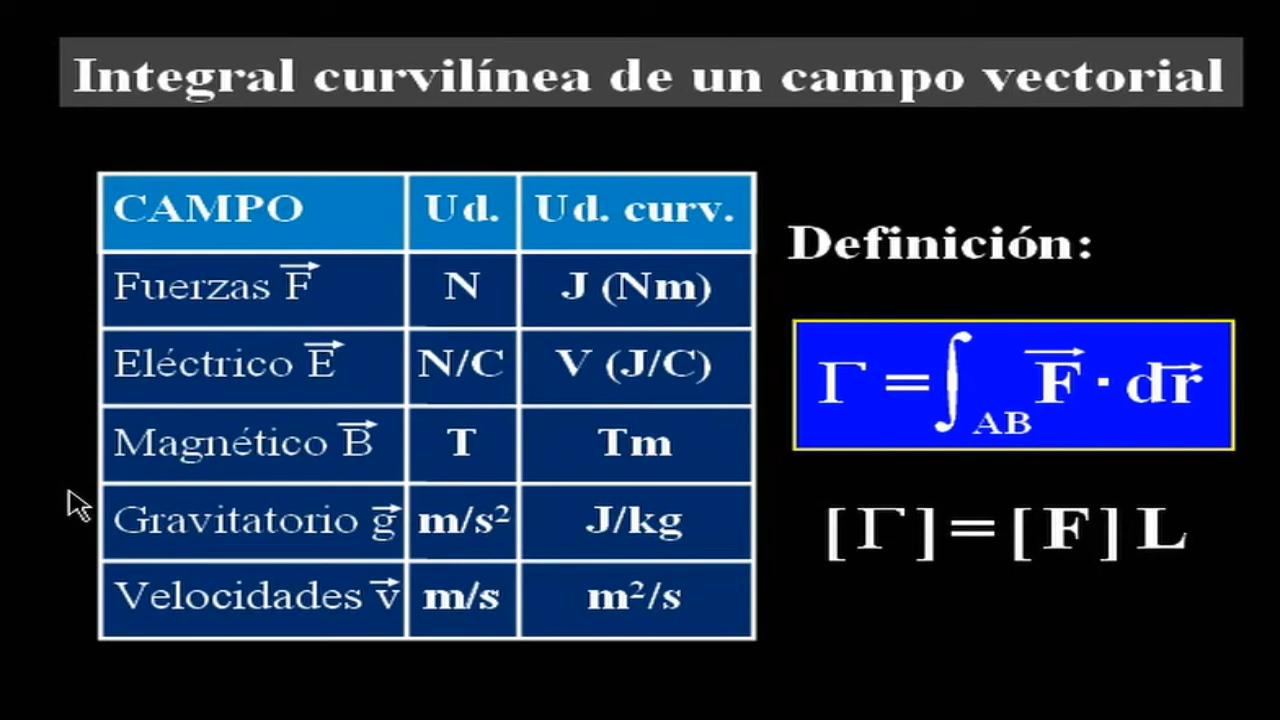 Integral curvilínea de un campo vectorial
CAMPO Ud. Ud. curv.
Fuerzas F⃗ N J (Nm)
Eléctrico E⃗ N/C V (J/C)
Magnético B⃗ T Tm
Gravitatorio g⃗ m/s² J/kg
Velocidades v⃗ m/s m²/s
Definición:
Γ = ∫AB F⃗ · dr⃗
[Γ] = [F] L